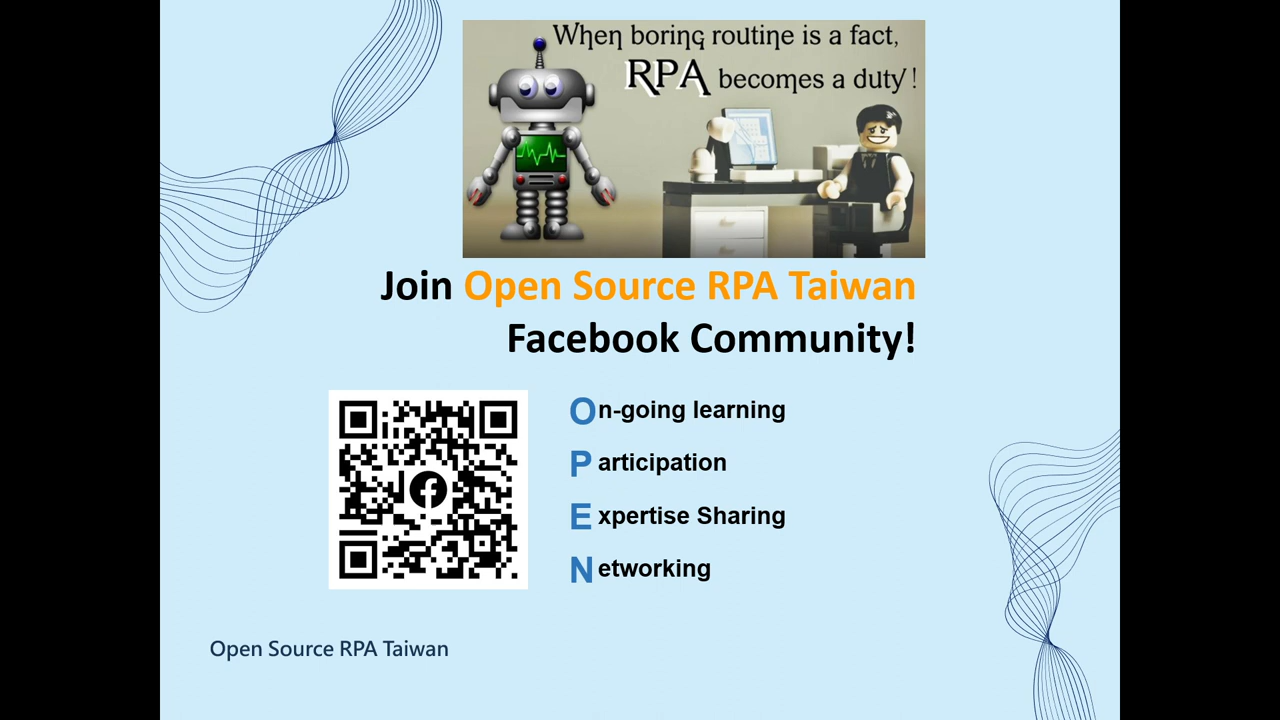 When boring routine is a fact,
RPA becomes a duty!
Join Open Source RPA Taiwan
Facebook Community!
On-going learning
Participation
Expertise Sharing
Networking
Open Source RPA Taiwan